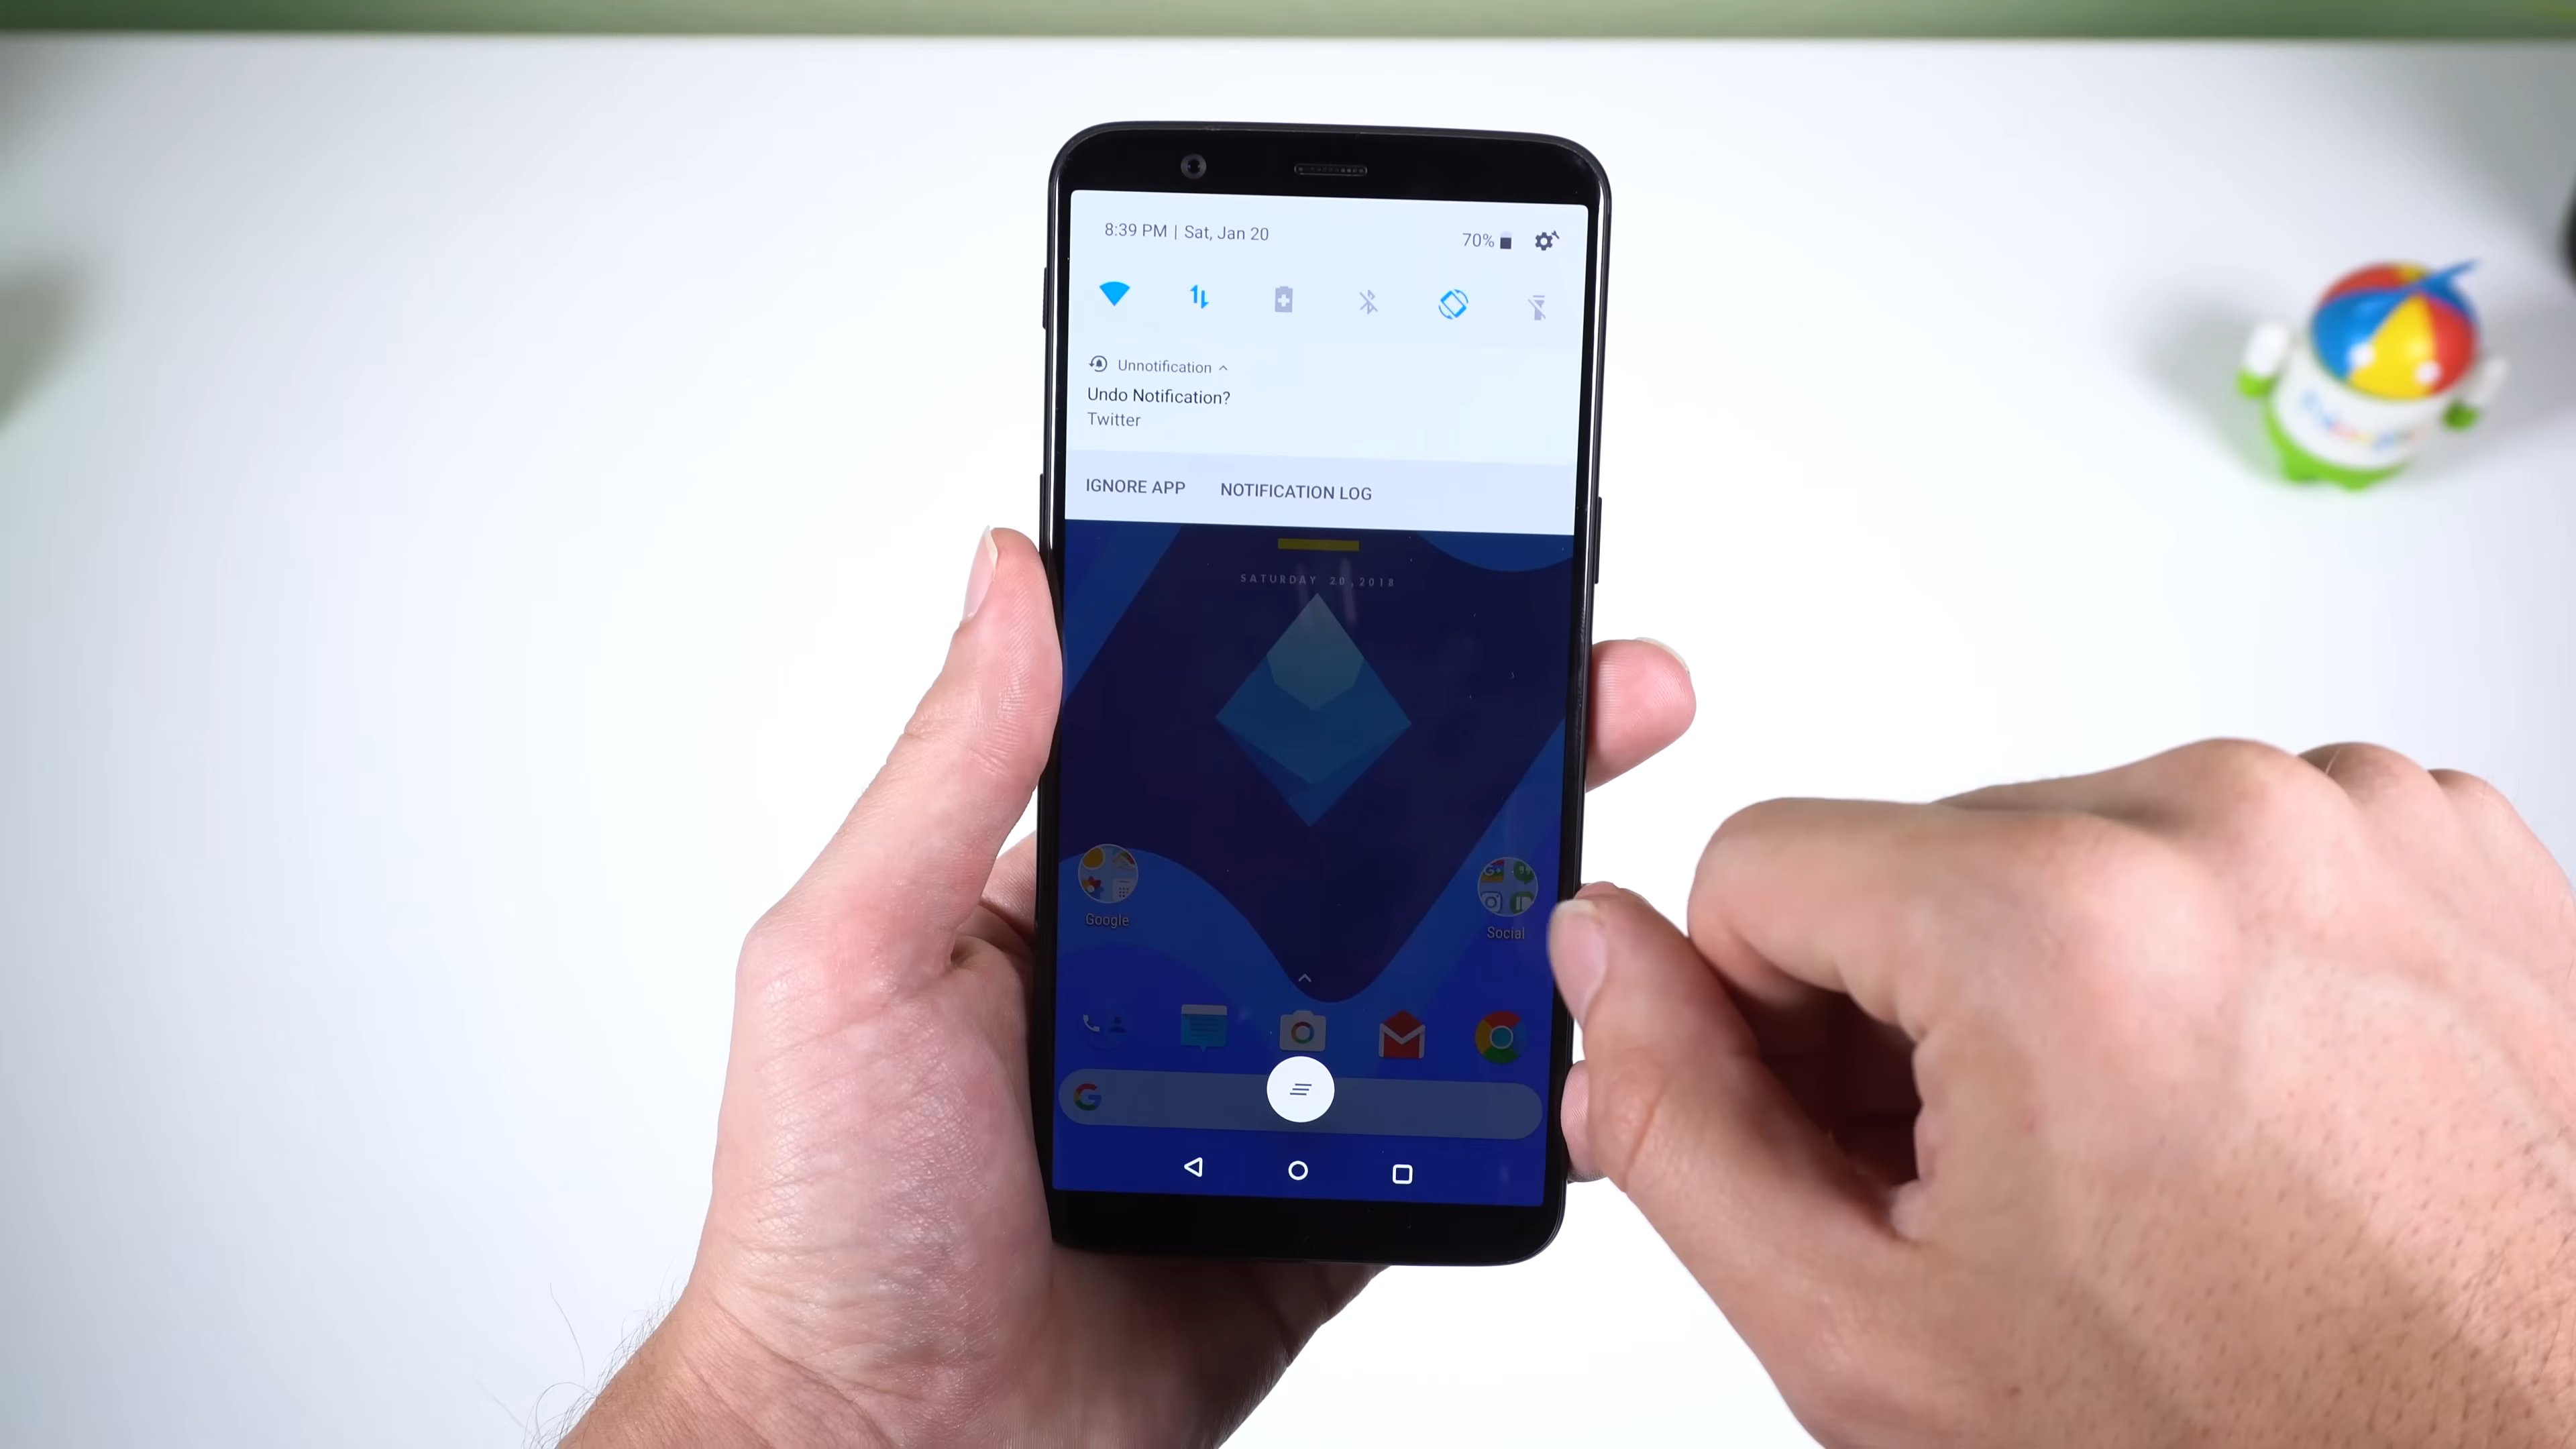 8:39 PM | Sat, Jan 20
70%
Unnotification
Undo Notification?
Twitter
IGNORE APP NOTIFICATION LOG
SATURDAY 20, 2018
Google
Social